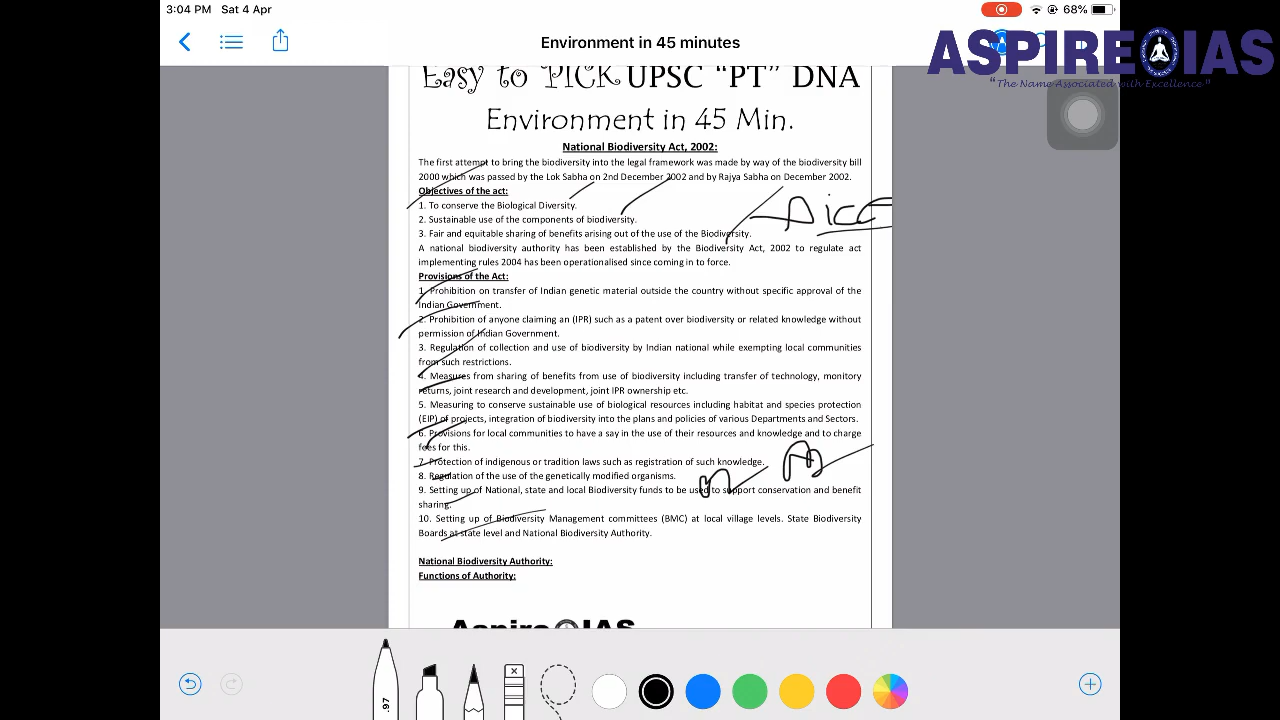 3:04 PM Sat 4 Apr
68%
Environment in 45 minutes
ASPIRE IAS
"The Name Associated with Excellence"
Easy to PICK UPSC "PT" DNA
Environment in 45 Min.
National Biodiversity Act, 2002:
The first attempt to bring the biodiversity into the legal framework was made by way of the biodiversity bill
2000 which was passed by the Lok Sabha on 2nd December 2002 and by Rajya Sabha on December 2002.
Objectives of the act:
1. To conserve the Biological Diversity.
2. Sustainable use of the components of biodiversity.
3. Fair and equitable sharing of benefits arising out of the use of the Biodiversity.
A national biodiversity authority has been established by the Biodiversity Act, 2002 to regulate act
implementing rules 2004 has been operationalised since coming in to force.
Provisions of the Act:
1. Prohibition on transfer of Indian genetic material outside the country without specific approval of the
Indian Government.
2. Prohibition of anyone claiming an (IPR) such as a patent over biodiversity or related knowledge without
permission of Indian Government.
3. Regulation of collection and use of biodiversity by Indian national while exempting local communities
from such restrictions.
4. Measures from sharing of benefits from use of biodiversity including transfer of technology, monitory
returns, joint research and development, joint IPR ownership etc.
5. Measuring to conserve sustainable use of biological resources including habitat and species protection
(EIP) of projects, integration of biodiversity into the plans and policies of various Departments and Sectors.
6. Provisions for local communities to have a say in the use of their resources and knowledge and to charge
fees for this.
7. Protection of indigenous or tradition laws such as registration of such knowledge.
8. Regulation of the use of the genetically modified organisms.
9. Setting up of National, state and local Biodiversity funds to be used to support conservation and benefit
sharing.
10. Setting up of Biodiversity Management committees (BMC) at local village levels. State Biodiversity
Boards at state level and National Biodiversity Authority.
National Biodiversity Authority:
Functions of Authority:
Aspire IAS
.97